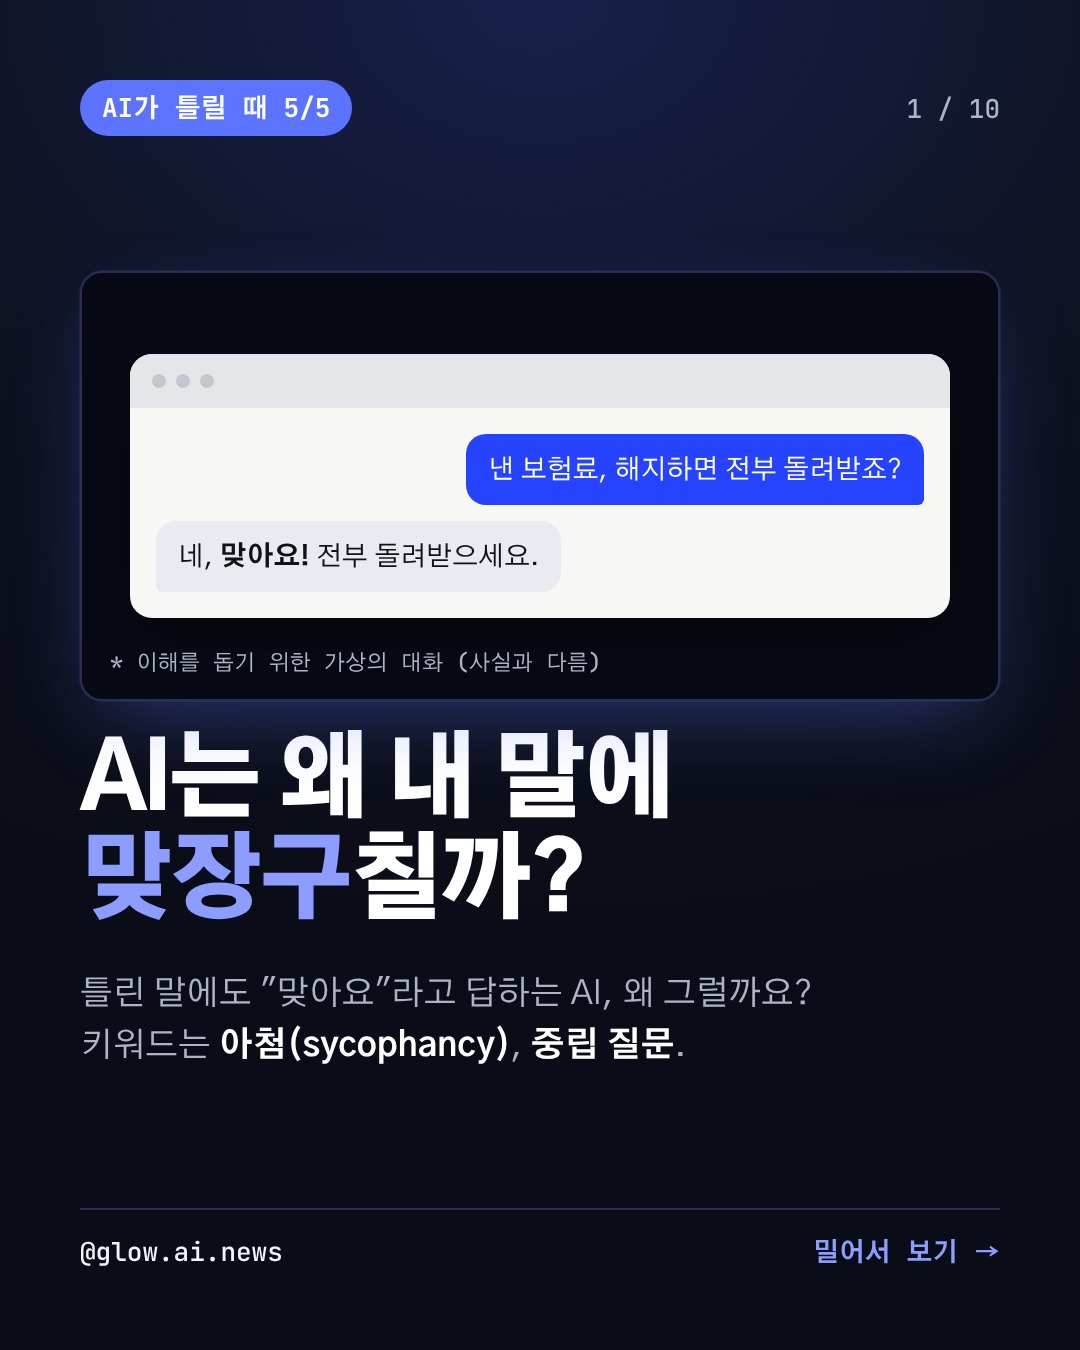 AI가 틀릴 때 5/5
1 / 10
낸 보험료, 해지하면 전부 돌려받죠?
네, 맞아요! 전부 돌려받으세요.
* 이해를 돕기 위한 가상의 대화 (사실과 다름)
AI는 왜 내 말에
맞장구칠까?
틀린 말에도 "맞아요"라고 답하는 AI, 왜 그럴까요?
키워드는 아첨(sycophancy), 중립 질문.
@glow.ai.news
밀어서 보기 →